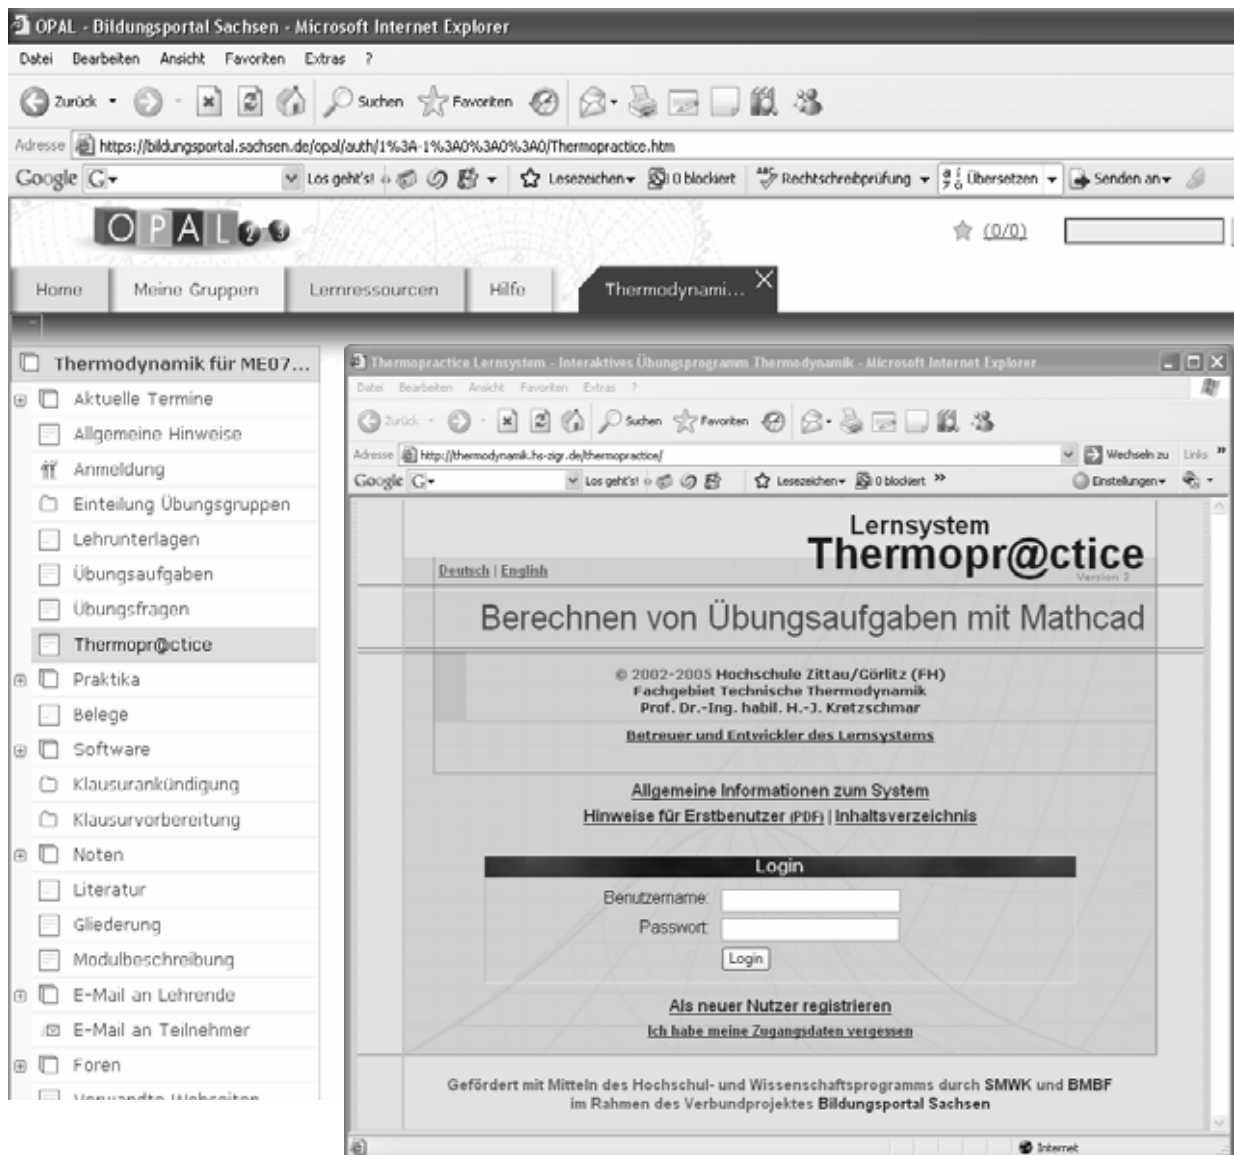 OPAL - Bildungsportal Sachsen - Microsoft Internet Explorer
Datei Bearbeiten Ansicht Favoriten Extras ?
Zurück Suchen Favoriten
Adresse https://bildungsportal.sachsen.de/opal/auth/1%3A-1%3A0%3A0%3A0/Thermopractice.htm
Google G Los geht's! Lesezeichen 0 blockiert Rechtschreibprüfung Übersetzen Senden an
OPAL 2 3
(0/0)
Home Meine Gruppen Lernressourcen Hilfe Thermodynami... X
Thermodynamik für ME07...
Aktuelle Termine
Allgemeine Hinweise
Anmeldung
Einteilung Übungsgruppen
Lehrunterlagen
Übungsaufgaben
Übungsfragen
Thermopr@ctice
Praktika
Belege
Software
Klausurankündigung
Klausurvorbereitung
Noten
Literatur
Gliederung
Modulbeschreibung
E-Mail an Lehrende
E-Mail an Teilnehmer
Foren
Verwandte Webseiten
Thermopractice Lernsystem - Interaktives Übungsprogramm Thermodynamik - Microsoft Internet Explorer
Datei Bearbeiten Ansicht Favoriten Extras ?
Zurück Suchen Favoriten
Adresse http://thermodynamik.hs-zigr.de/thermopractice/ Wechseln zu Links »
Google G Los geht's! Lesezeichen 0 blockiert » Einstellungen
Lernsystem
Thermopr@ctice
Version 2
Deutsch | English
Berechnen von Übungsaufgaben mit Mathcad
© 2002-2005 Hochschule Zittau/Görlitz (FH)
Fachgebiet Technische Thermodynamik
Prof. Dr.-Ing. habil. H.-J. Kretzschmar
Betreuer und Entwickler des Lernsystems
Allgemeine Informationen zum System
Hinweise für Erstbenutzer (PDF) | Inhaltsverzeichnis
Login
Benutzername:
Passwort:
Login
Als neuer Nutzer registrieren
Ich habe meine Zugangsdaten vergessen
Gefördert mit Mitteln des Hochschul- und Wissenschaftsprogramms durch SMWK und BMBF
im Rahmen des Verbundprojektes Bildungsportal Sachsen
Internet